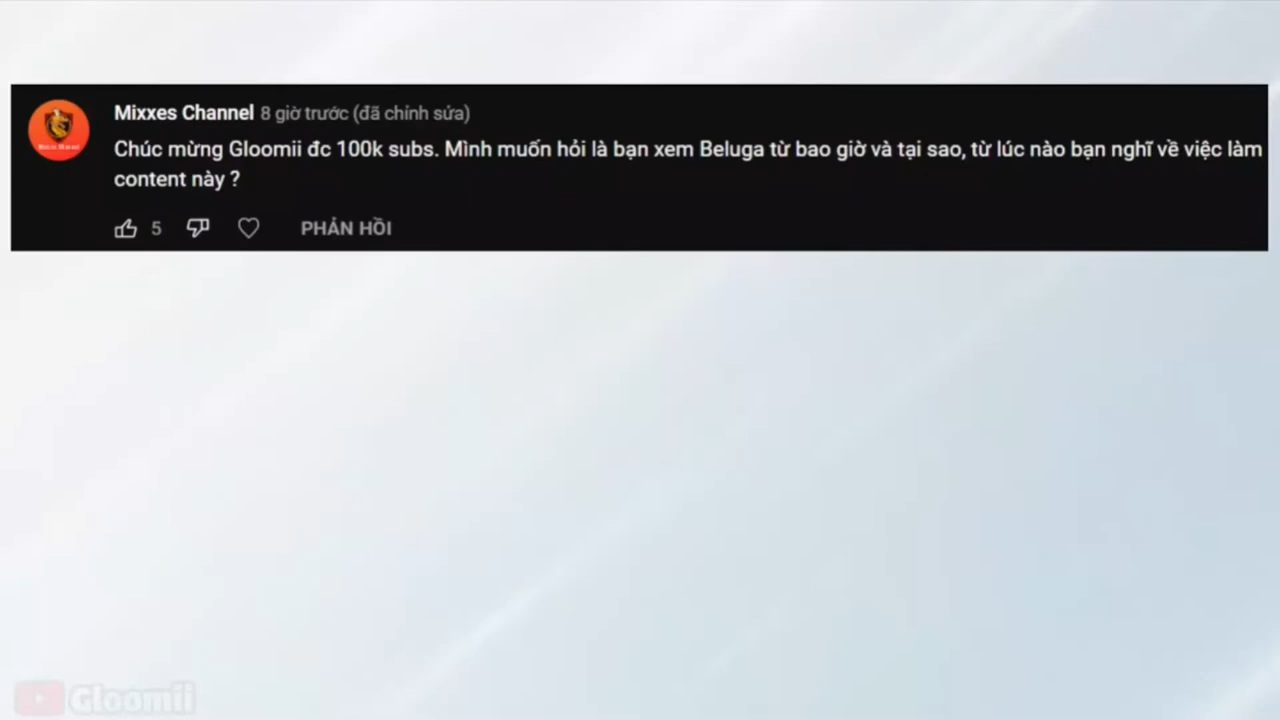 Mixxes Channel 8 giờ trước (đã chỉnh sửa)
Chúc mừng Gloomii đc 100k subs. Mình muốn hỏi là bạn xem Beluga từ bao giờ và tại sao, từ lúc nào bạn nghĩ về việc làm
content này ?
5 PHẢN HỒI
Gloomii